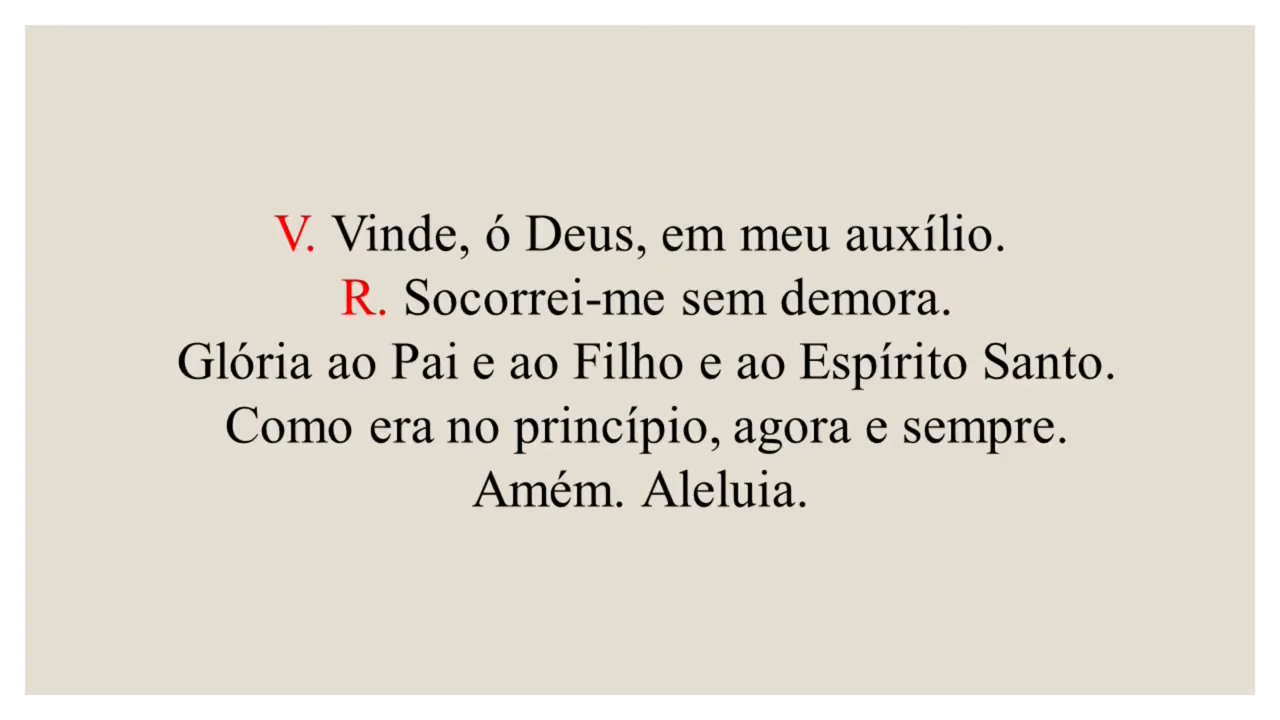 V. Vinde, ó Deus, em meu auxílio.
R. Socorrei-me sem demora.
Glória ao Pai e ao Filho e ao Espírito Santo.
Como era no princípio, agora e sempre.
Amém. Aleluia.